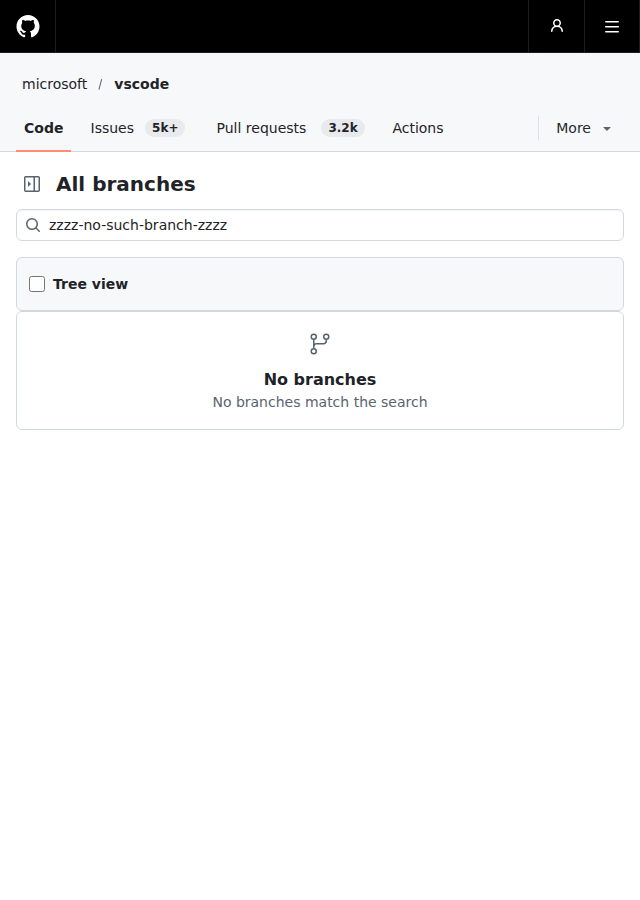 microsoft / vscode
Code Issues 5k+ Pull requests 3.2k Actions More
All branches
zzzz-no-such-branch-zzzz
Tree view
No branches
No branches match the search